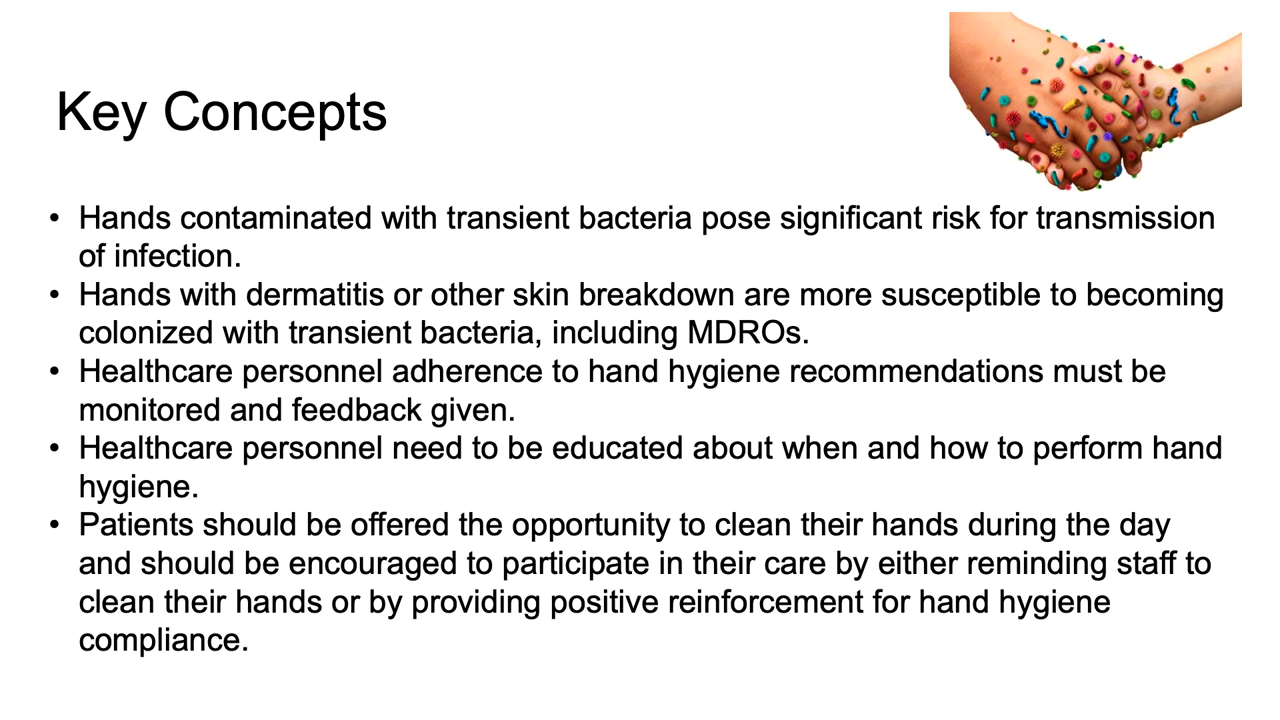 Key Concepts
• Hands contaminated with transient bacteria pose significant risk for transmission
of infection.
• Hands with dermatitis or other skin breakdown are more susceptible to becoming
colonized with transient bacteria, including MDROs.
• Healthcare personnel adherence to hand hygiene recommendations must be
monitored and feedback given.
• Healthcare personnel need to be educated about when and how to perform hand
hygiene.
• Patients should be offered the opportunity to clean their hands during the day
and should be encouraged to participate in their care by either reminding staff to
clean their hands or by providing positive reinforcement for hand hygiene
compliance.